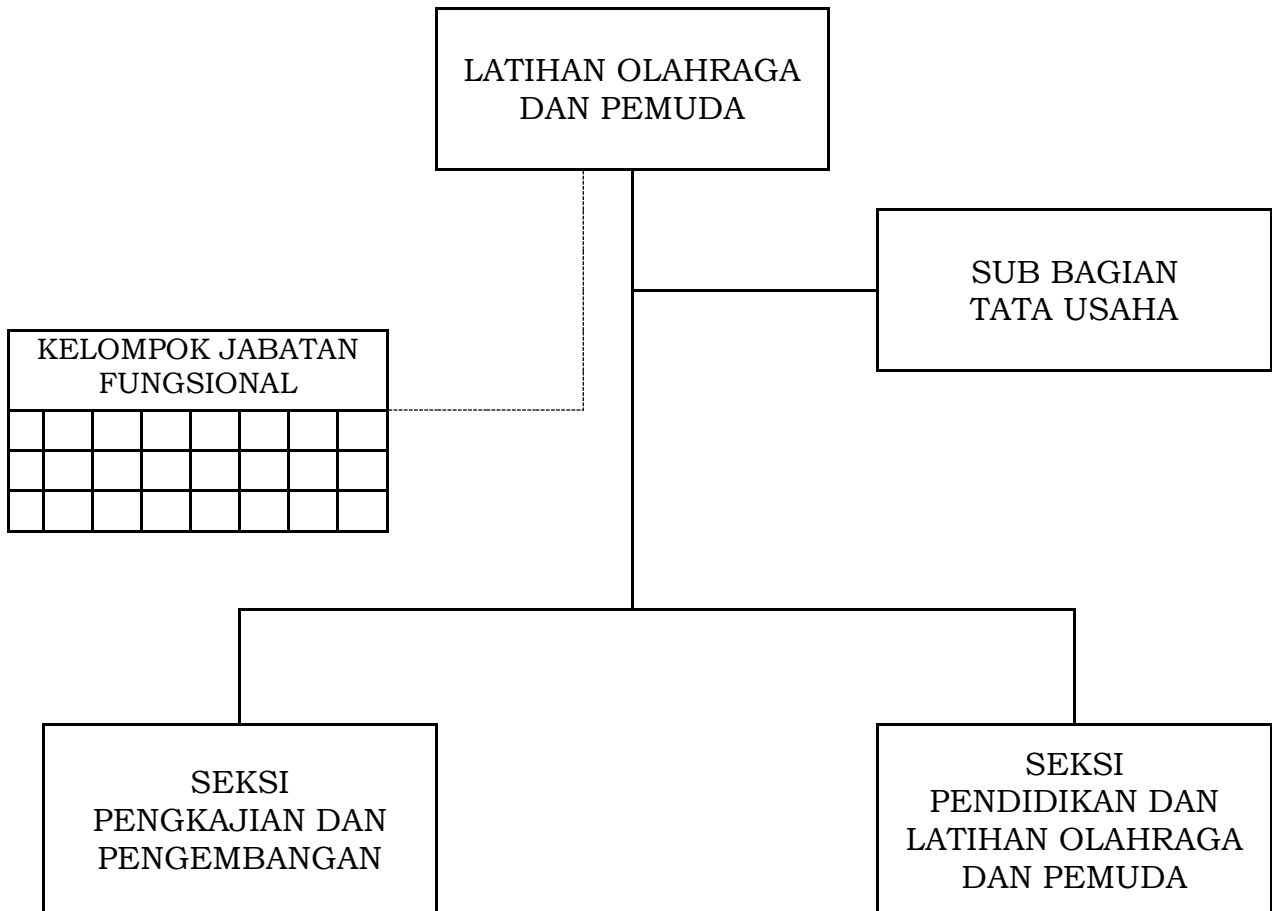 LATIHAN OLAHRAGA
DAN PEMUDA
SUB BAGIAN
TATA USAHA
KELOMPOK JABATAN
FUNGSIONAL
SEKSI
PENGKAJIAN DAN
PENGEMBANGAN
SEKSI
PENDIDIKAN DAN
LATIHAN OLAHRAGA
DAN PEMUDA